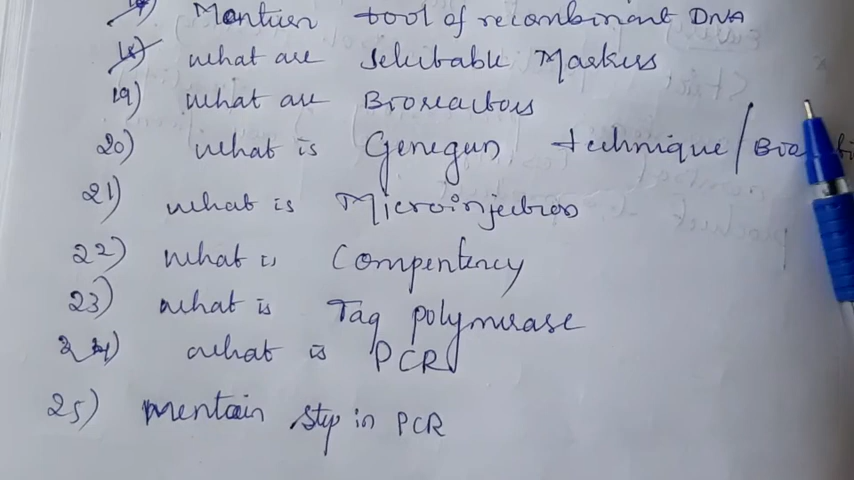 Mention tool of recombinant DNA
18) what are Selectable Markers
19) what are Bioreactors
20) what is Genegun technique/
21) what is Microinjection
22) what is Compentency
23) what is Taq polymerase
24) what is PCR
25) mentain step in PCR